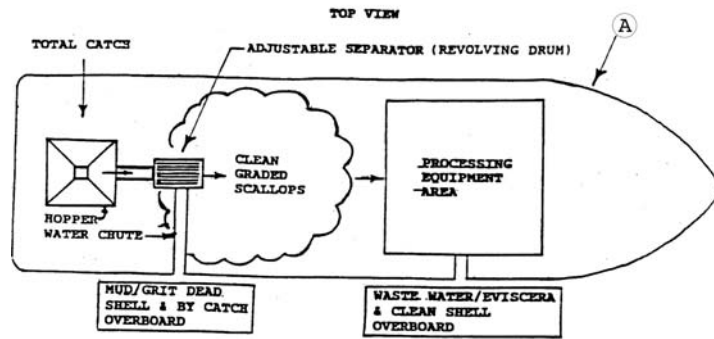 TOP VIEW
A
TOTAL CATCH
ADJUSTABLE SEPARATOR (REVOLVING DRUM)
CLEAN
GRADED
SCALLOPS
PROCESSING
EQUIPMENT
AREA
HOPPER
WATER CHUTE
MUD/GRIT DEAD
SHELL & BY CATCH
OVERBOARD
WASTE WATER/EVISCERA
& CLEAN SHELL
OVERBOARD